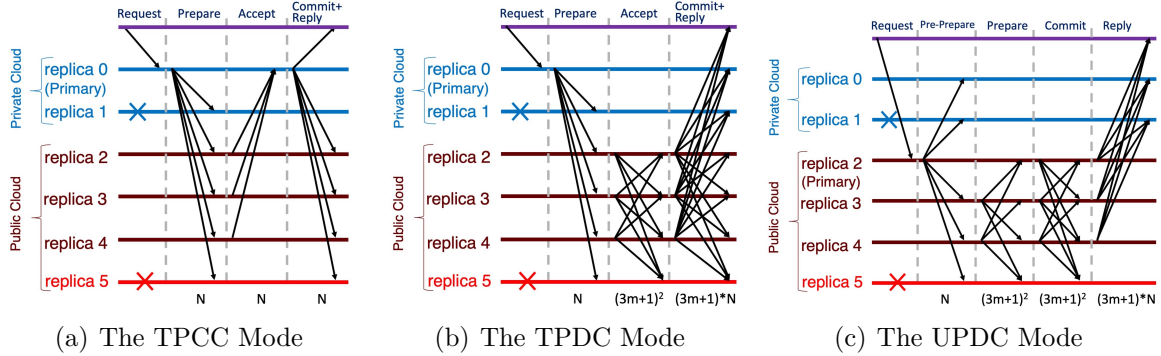 Request Prepare Accept Commit+
Reply
Private Cloud
replica 0
(Primary)
replica 1
Public Cloud
replica 2
replica 3
replica 4
replica 5
N N N
(a) The TPCC Mode
Request Prepare Accept Commit+
Reply
Private Cloud
replica 0
(Primary)
replica 1
Public Cloud
replica 2
replica 3
replica 4
replica 5
N (3m+1)² (3m+1)*N
(b) The TPDC Mode
Request Pre-Prepare Prepare Commit Reply
Private Cloud
replica 0
replica 1
Public Cloud
replica 2
(Primary)
replica 3
replica 4
replica 5
N (3m+1)² (3m+1)² (3m+1)*N
(c) The UPDC Mode